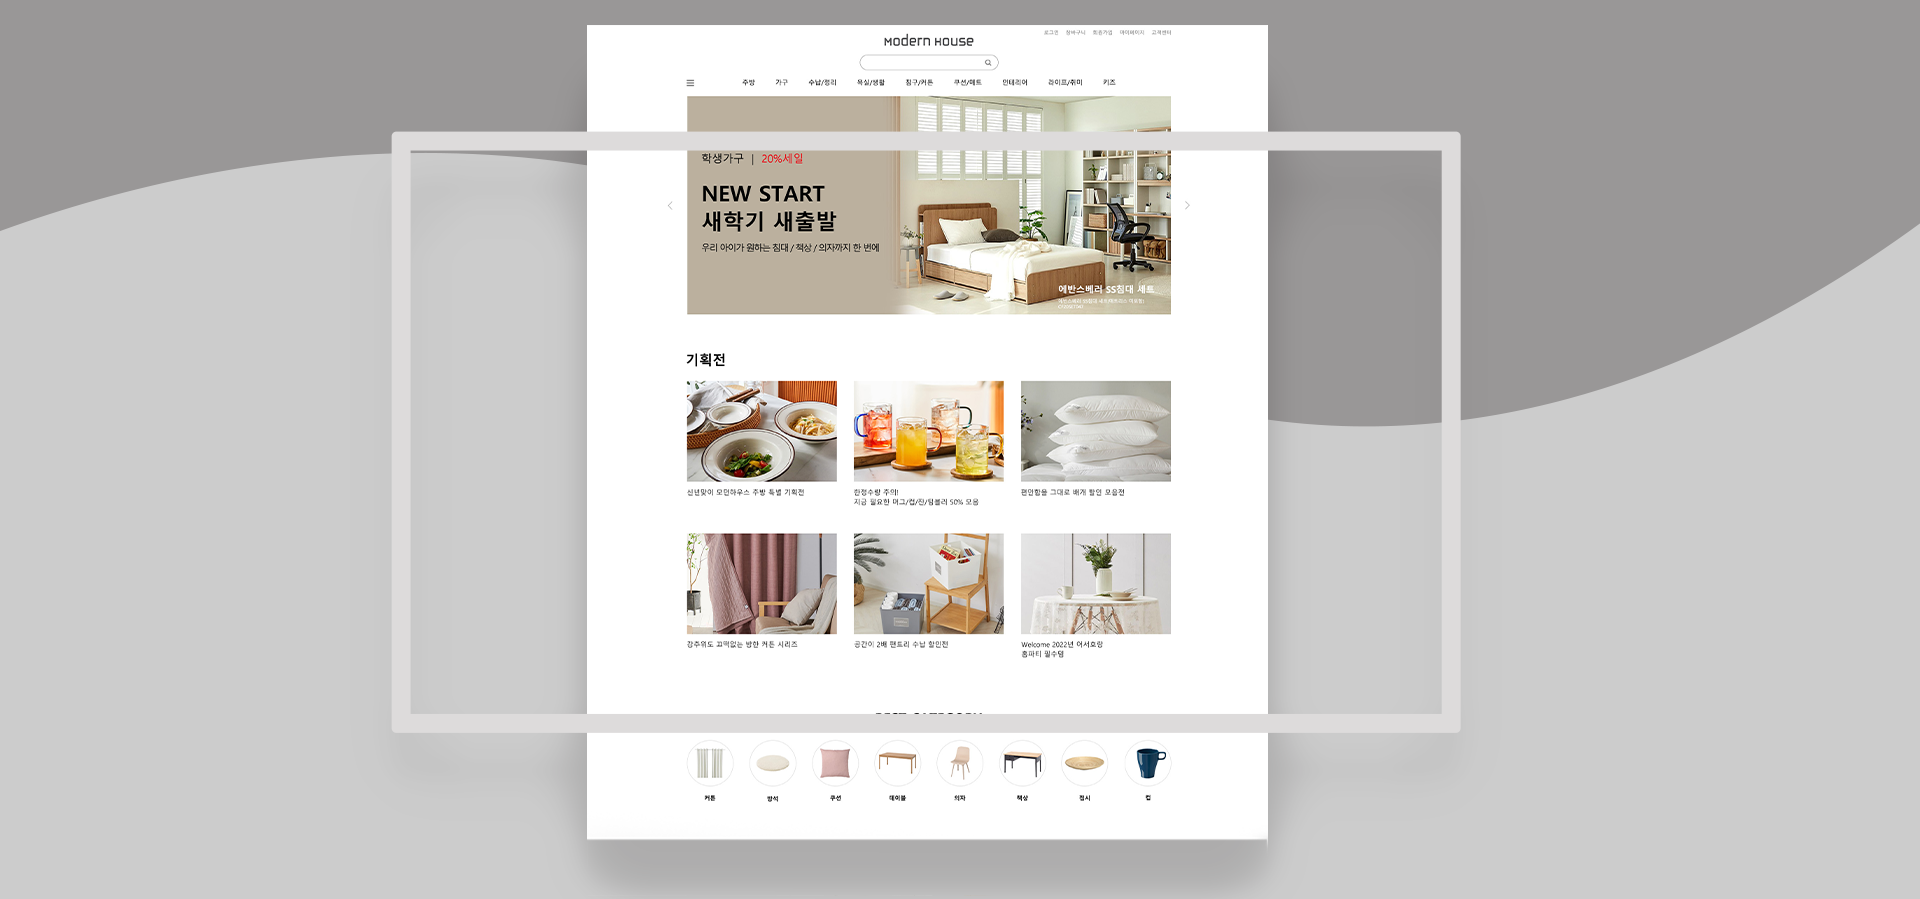 로그인 장바구니 회원가입 마이페이지 고객센터
MODERN HOUSE
주방 가구 수납/정리 욕실/생활 침구/커튼 쿠션/매트 인테리어 라이프/취미 키즈
학생가구 | 20%세일
NEW START
새학기 새출발
우리 아이가 원하는 침대 / 책상 / 의자까지 한 번에
에반스베리 SS침대 세트
기획전
신년맞이 모던하우스 주방 특별 기획전
한정수량 주의!
지금 필요한 머그/컵/잔/텀블러 50% 모음
편안함을 그대로 베개 할인 모음전
강추위도 끄떡없는 방한 커튼 시리즈
공간이 2배 팬트리 수납 할인전
Welcome 2022년 어서호랑
홈파티 필수템
커튼 방석 쿠션 테이블 의자 책상 접시 컵